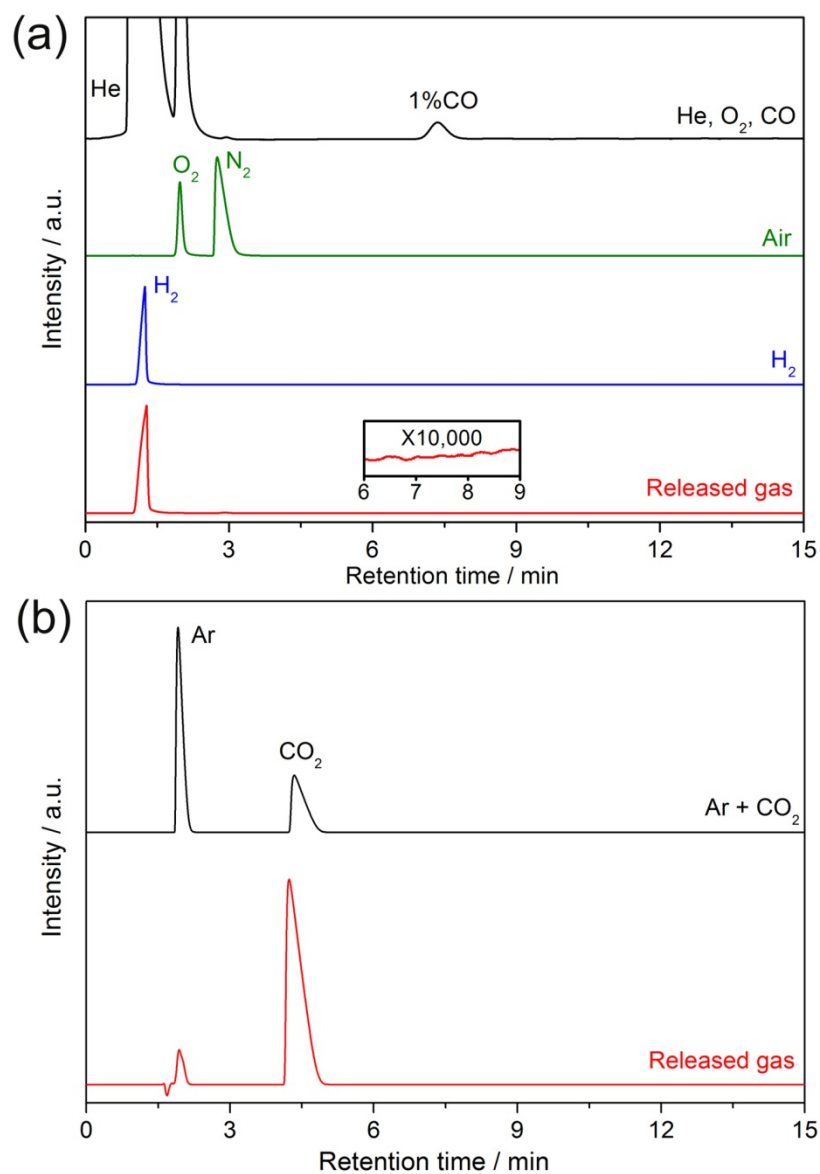 (a)
He
1%CO
He, O₂, CO
O₂
N₂
Air
H₂
H₂
X10,000
6 7 8 9
Released gas
Intensity / a.u.
0 3 6 9 12 15
Retention time / min
(b)
Ar
CO₂
Ar + CO₂
Released gas
Intensity / a.u.
0 3 6 9 12 15
Retention time / min